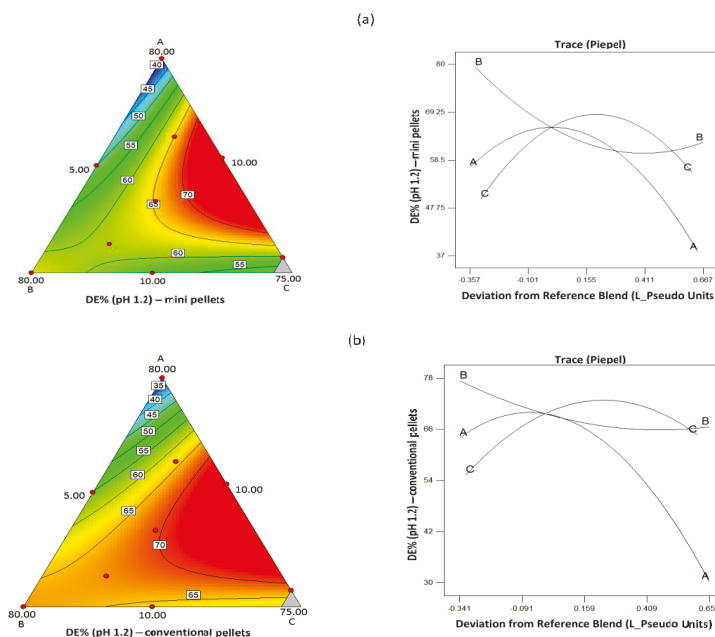 (a)
A
80.00
40
45
50
55
60
5.00
10.00
70
65
60
55
80.00
B
10.00
75.00
C
DE% (pH 1.2) – mini pellets
Trace (Piepel)
DE% (pH 1.2) – mini pellets
80
69.25
58.5
47.75
37
B
A
C
B
C
A
-0.357
-0.101
0.155
0.411
0.667
Deviation from Reference Blend (L_Pseudo Units)
(b)
A
80.00
35
40
45
50
55
60
65
5.00
10.00
70
65
80.00
B
10.00
75.00
C
DE% (pH 1.2) – conventional pellets
Trace (Piepel)
DE% (pH 1.2) – conventional pellets
78
66
54
42
30
B
A
C
C
B
A
-0.341
-0.091
0.159
0.409
0.65
Deviation from Reference Blend (L_Pseudo Units)